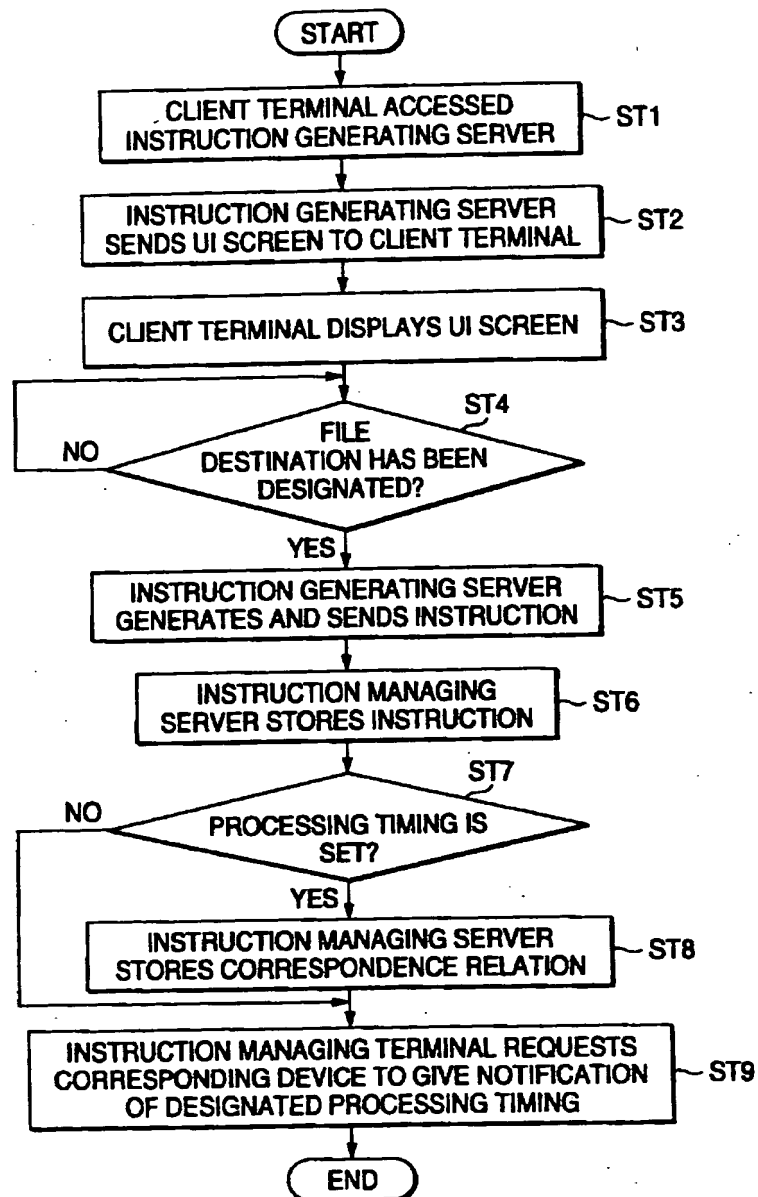 START
CLIENT TERMINAL ACCESSED
INSTRUCTION GENERATING SERVER
ST1
INSTRUCTION GENERATING SERVER
SENDS UI SCREEN TO CLIENT TERMINAL
ST2
CLIENT TERMINAL DISPLAYS UI SCREEN
ST3
ST4
FILE
DESTINATION HAS BEEN
DESIGNATED?
NO
YES
INSTRUCTION GENERATING SERVER
GENERATES AND SENDS INSTRUCTION
ST5
INSTRUCTION MANAGING
SERVER STORES INSTRUCTION
ST6
ST7
NO
PROCESSING TIMING IS
SET?
YES
INSTRUCTION MANAGING SERVER
STORES CORRESPONDENCE RELATION
ST8
INSTRUCTION MANAGING TERMINAL REQUESTS
CORRESPONDING DEVICE TO GIVE NOTIFICATION
OF DESIGNATED PROCESSING TIMING
ST9
END